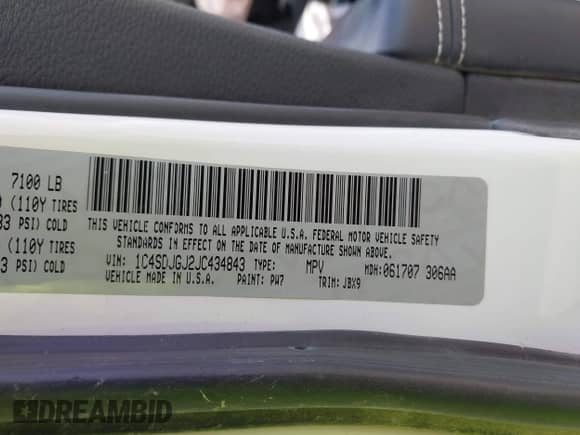 7100 LB
(110Y TIRES
33 PSI) COLD
(110Y TIRES
PSI) COLD
THIS VEHICLE CONFORMS TO ALL APPLICABLE U.S.A. FEDERAL MOTOR VEHICLE SAFETY
STANDARDS IN EFFECT ON THE DATE OF MANUFACTURE SHOWN ABOVE.
VIN: 1C4SDJGJ2JC434843 TYPE: MPV MDH: 061707 306AA
VEHICLE MADE IN U.S.A. PAINT: PW7 TRIM: JBX9
DREAMBID